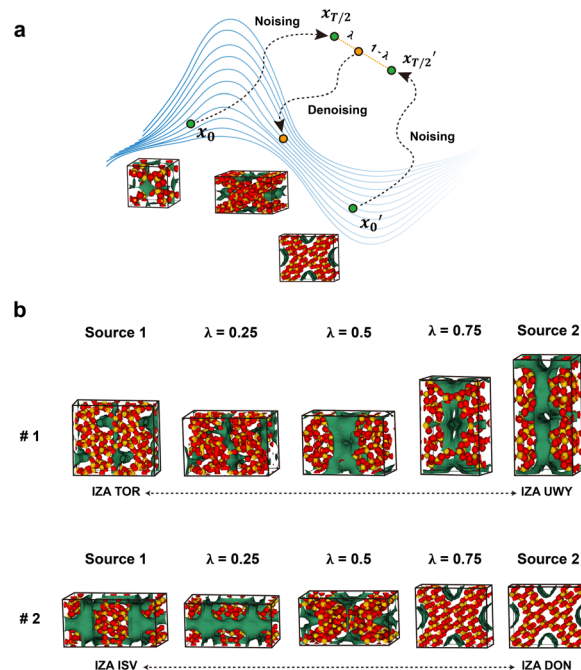 a
Noising
x_{T/2}
λ
1-λ
x_{T/2}'
x_0
Denoising
Noising
x_0'
b
Source 1 λ = 0.25 λ = 0.5 λ = 0.75 Source 2
# 1
IZA TOR IZA UWY
Source 1 λ = 0.25 λ = 0.5 λ = 0.75 Source 2
# 2
IZA ISV IZA DON